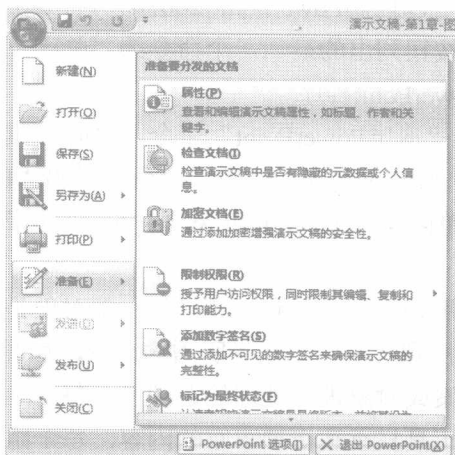 演示文稿-第1章-图
新建(N)
打开(O)
保存(S)
另存为(A)
打印(P)
准备(E)
发送(D)
发布(U)
关闭(C)
准备要分发的文档
属性(P)
查看和编辑演示文稿属性，如标题、作者和关
键字。
检查文档(I)
检查演示文稿中是否有隐藏的元数据或个人信
息。
加密文档(E)
通过添加加密增强演示文稿的安全性。
限制权限(R)
授予用户访问权限，同时限制其编辑、复制和
打印能力。
添加数字签名(S)
通过添加不可见的数字签名来确保演示文稿的
完整性。
标记为最终状态(F)
PowerPoint 选项(I)
退出 PowerPoint(X)